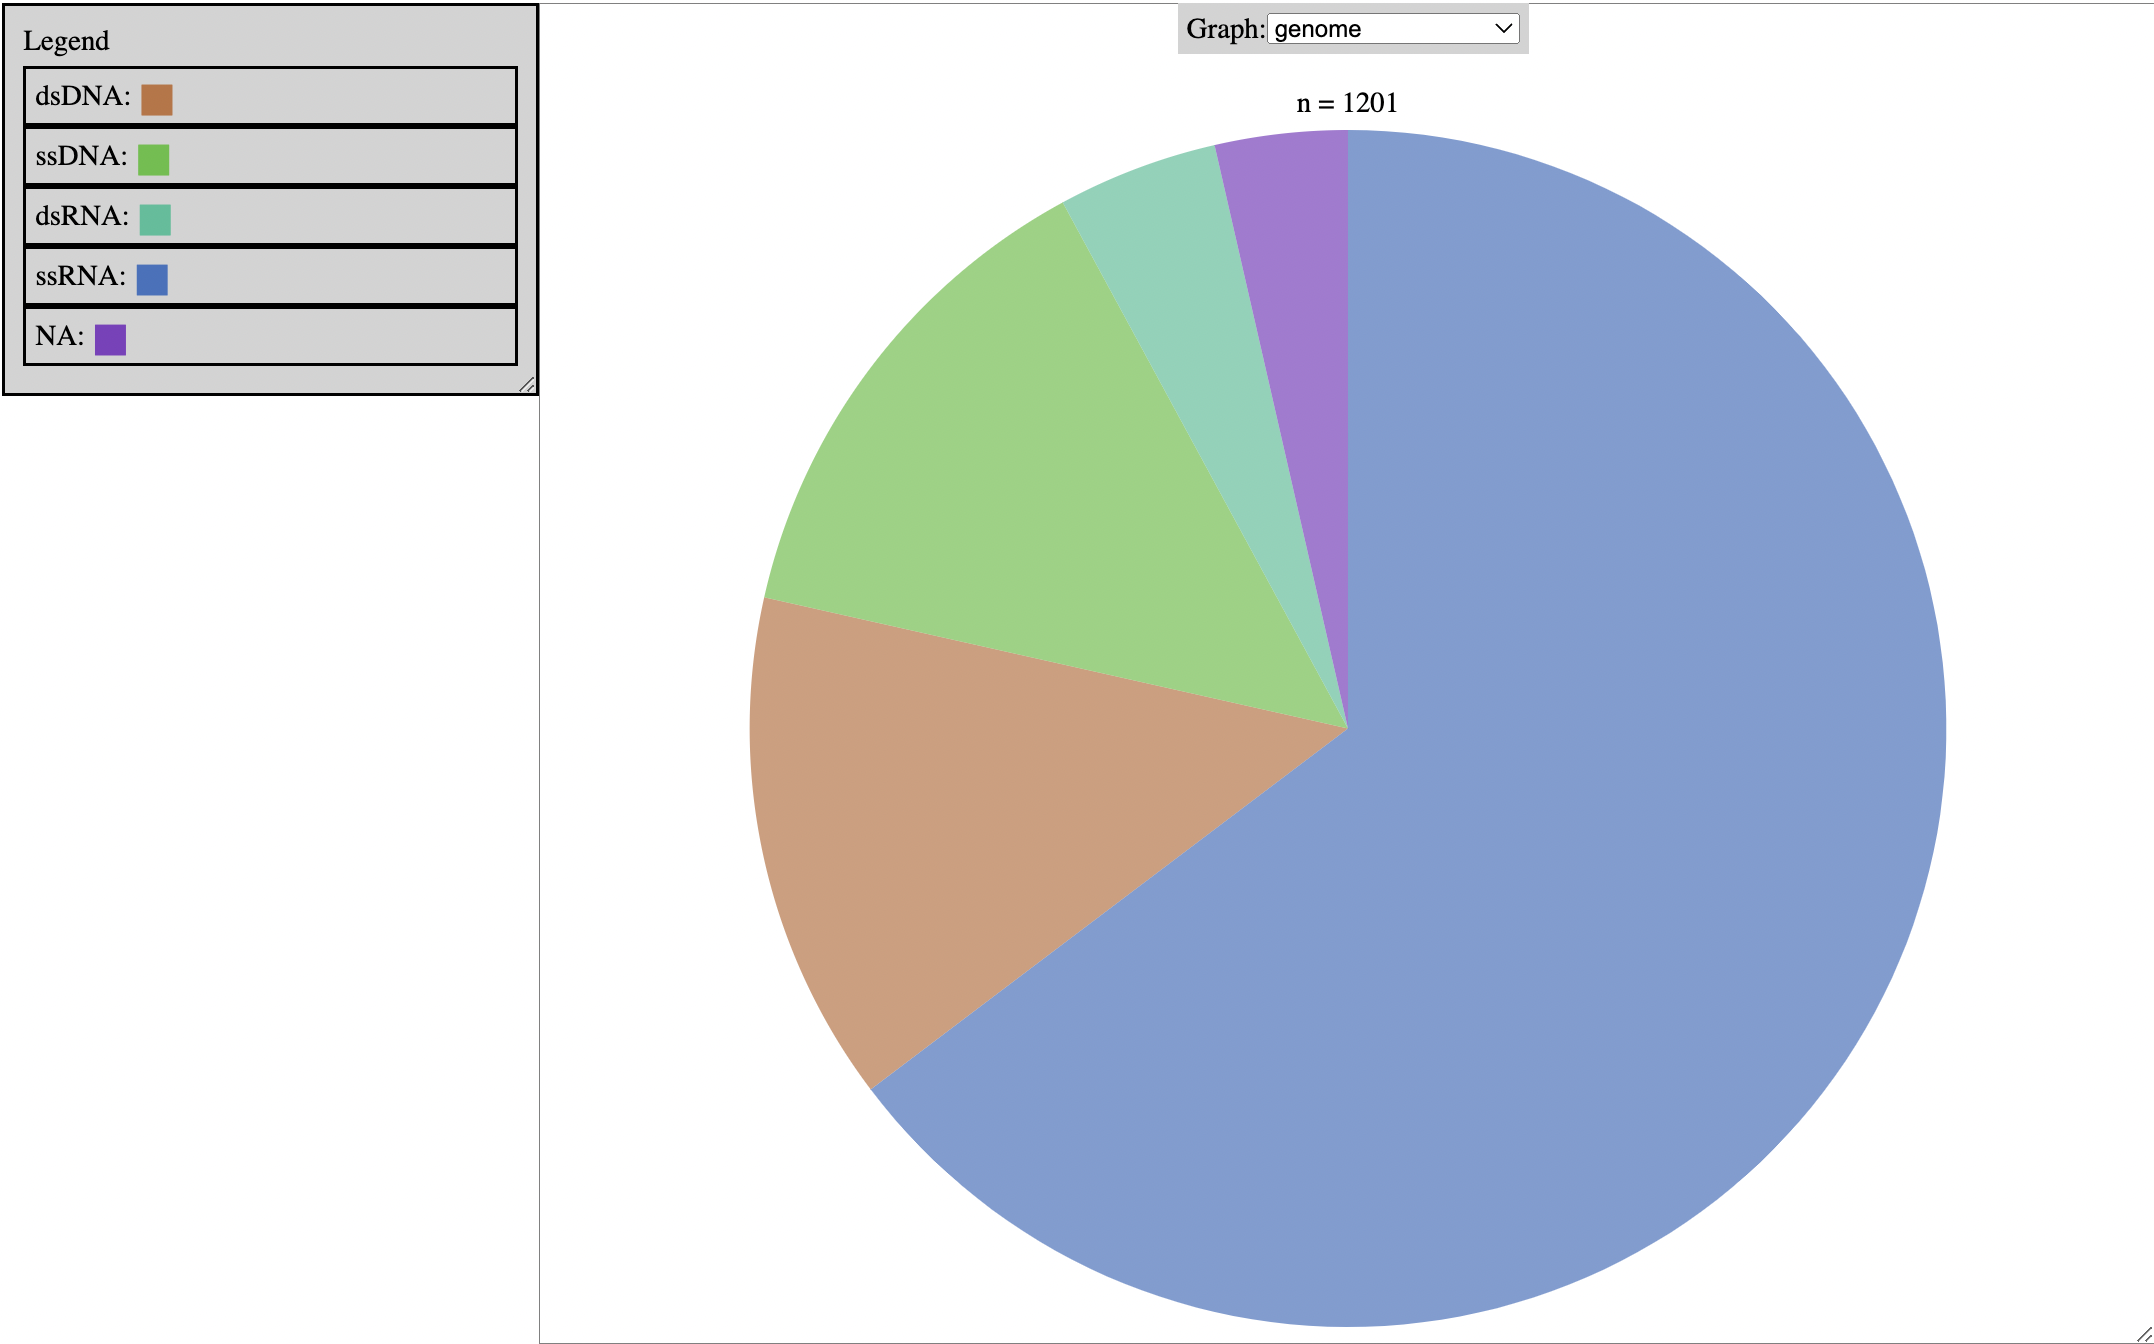 Legend
dsDNA:
ssDNA:
dsRNA:
ssRNA:
NA:
Graph: genome
n = 1201